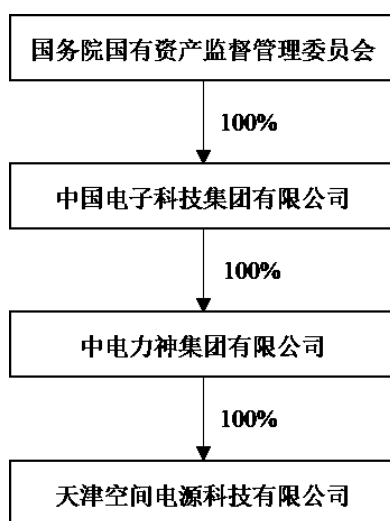 国务院国有资产监督管理委员会
100%
中国电子科技集团有限公司
100%
中电力神集团有限公司
100%
天津空间电源科技有限公司